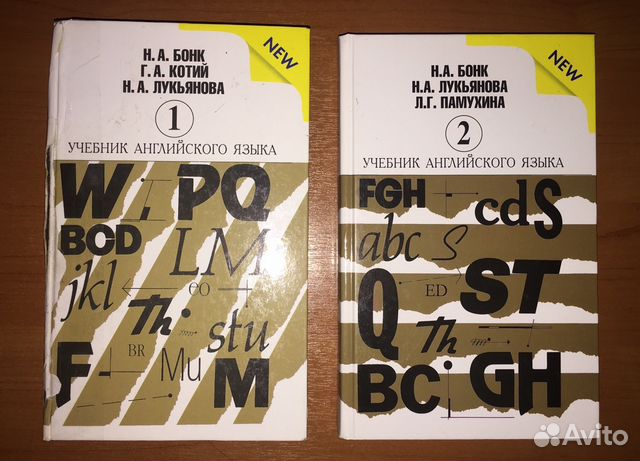 NEW
Н. А. БОНК
Г. А. КОТИЙ
Н. А. ЛУКЬЯНОВА
1
УЧЕБНИК АНГЛИЙСКОГО ЯЗЫКА
W. PQ
BCD
LM
jkl
eo
Th
stu
BR
F
Mu
M
NEW
Н.А. БОНК
Н.А. ЛУКЬЯНОВА
Л.Г. ПАМУХИНА
2
УЧЕБНИК АНГЛИЙСКОГО ЯЗЫКА
FGH
cdS
abc S
Q
ED
ST
Th
BC
GH
Avito